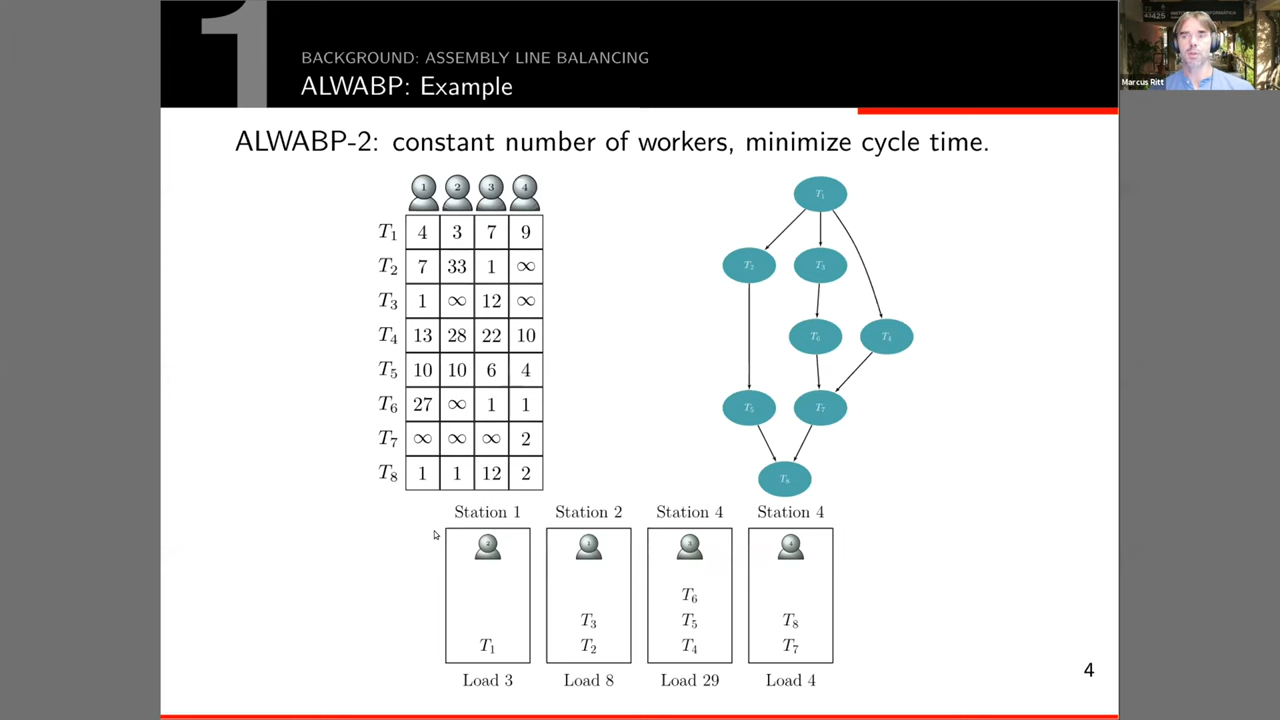 1
BACKGROUND: ASSEMBLY LINE BALANCING
ALWABP: Example
Marcus Ritt
ALWABP-2: constant number of workers, minimize cycle time.
1 2 3 4
T1 4 3 7 9
T2 7 33 1 ∞
T3 1 ∞ 12 ∞
T4 13 28 22 10
T5 10 10 6 4
T6 27 ∞ 1 1
T7 ∞ ∞ ∞ 2
T8 1 1 12 2
T1
T2 T3
T6 T4
T5 T7
T8
Station 1 Station 2 Station 4 Station 4
2 1 3 4
T6
T3 T5 T8
T1 T2 T4 T7
Load 3 Load 8 Load 29 Load 4
4